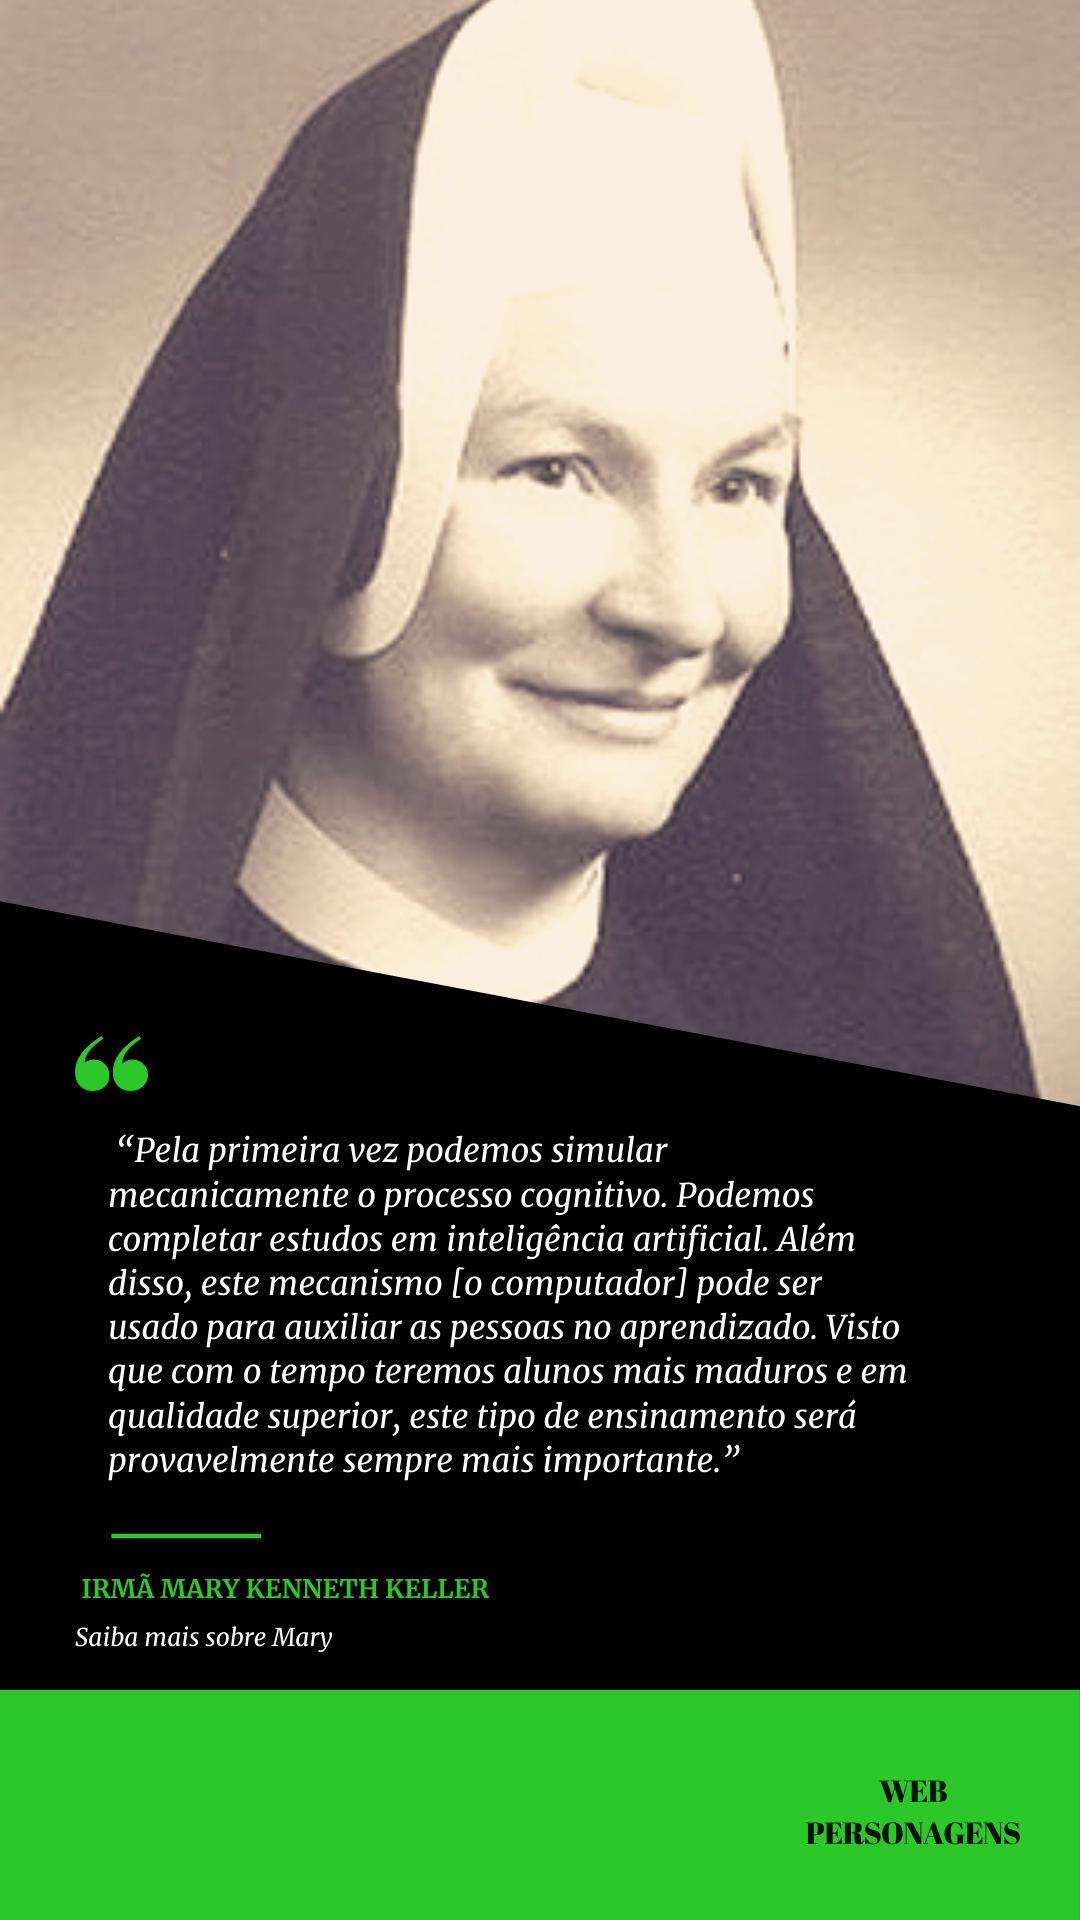 “Pela primeira vez podemos simular
mecanicamente o processo cognitivo. Podemos
completar estudos em inteligência artificial. Além
disso, este mecanismo [o computador] pode ser
usado para auxiliar as pessoas no aprendizado. Visto
que com o tempo teremos alunos mais maduros e em
qualidade superior, este tipo de ensinamento será
provavelmente sempre mais importante.”
IRMÃ MARY KENNETH KELLER
Saiba mais sobre Mary
WEB
PERSONAGENS